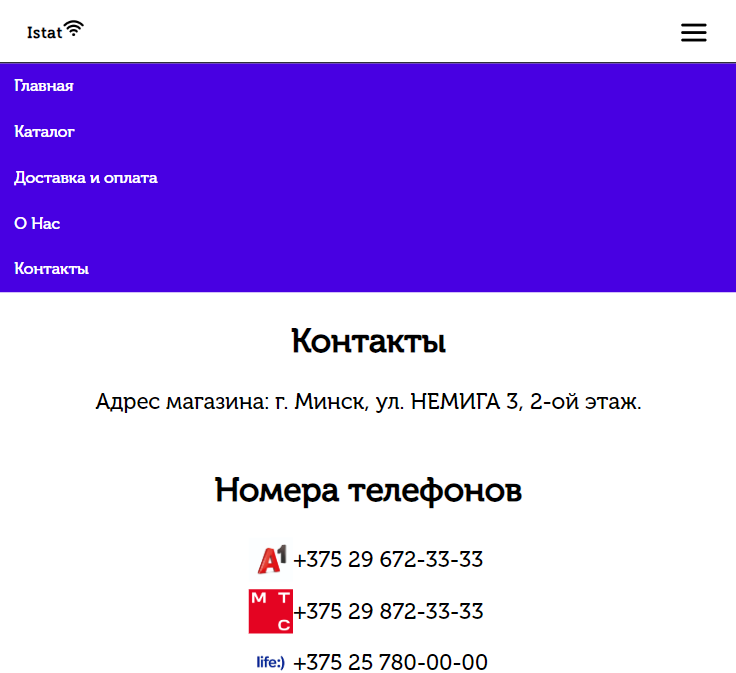 Istat
Главная
Каталог
Доставка и оплата
О Нас
Контакты
Контакты
Адрес магазина: г. Минск, ул. НЕМИГА 3, 2-ой этаж.
Номера телефонов
A1 +375 29 672-33-33
МТС +375 29 872-33-33
life:) +375 25 780-00-00